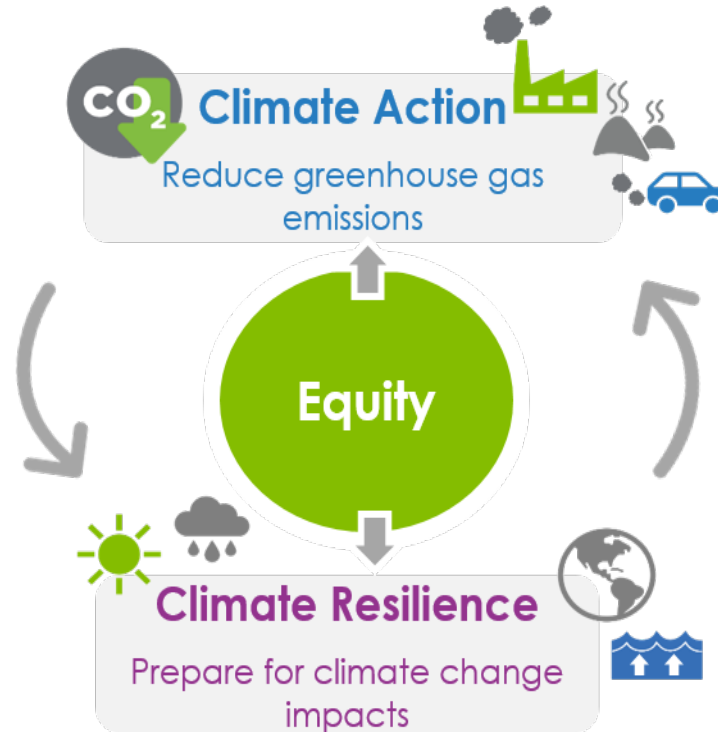 CO₂
Climate Action
Reduce greenhouse gas
emissions
Equity
Climate Resilience
Prepare for climate change
impacts